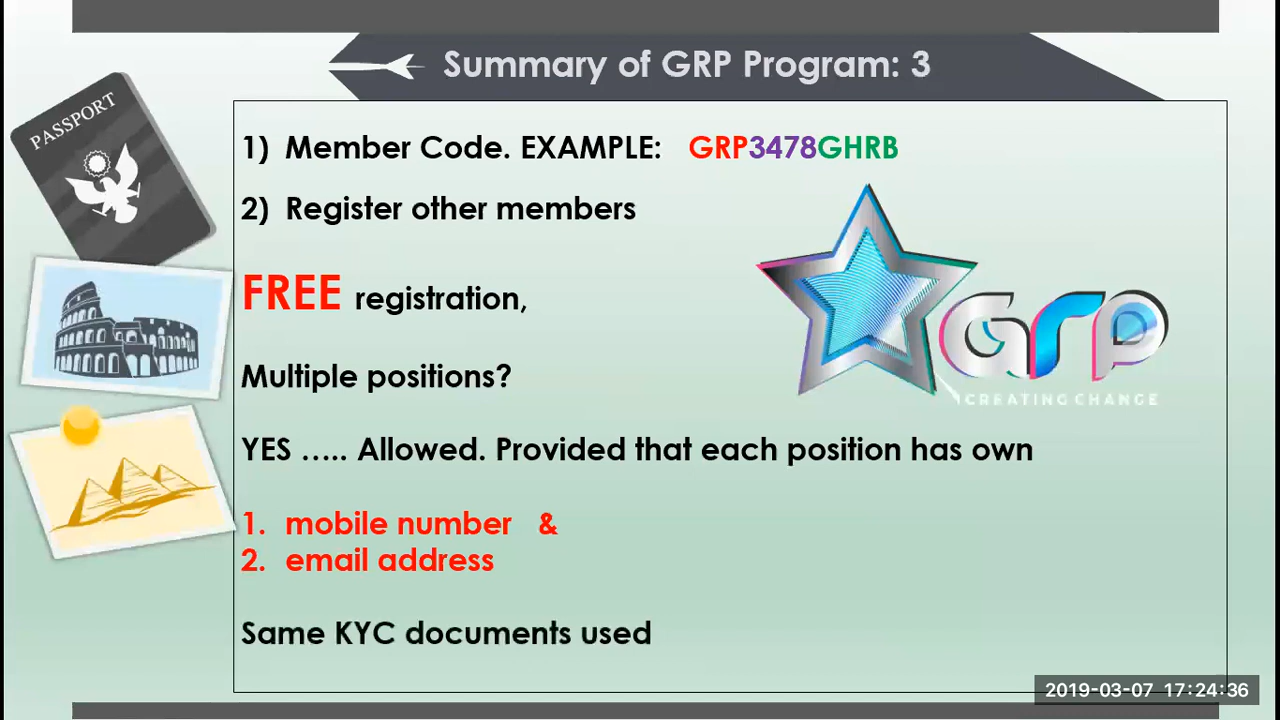 Summary of GRP Program: 3
PASSPORT
1) Member Code. EXAMPLE: GRP3478GHRB
2) Register other members
FREE registration,
grp
CREATING CHANGE
Multiple positions?
YES ..... Allowed. Provided that each position has own
1. mobile number &
2. email address
Same KYC documents used
2019-03-07 17:24:36